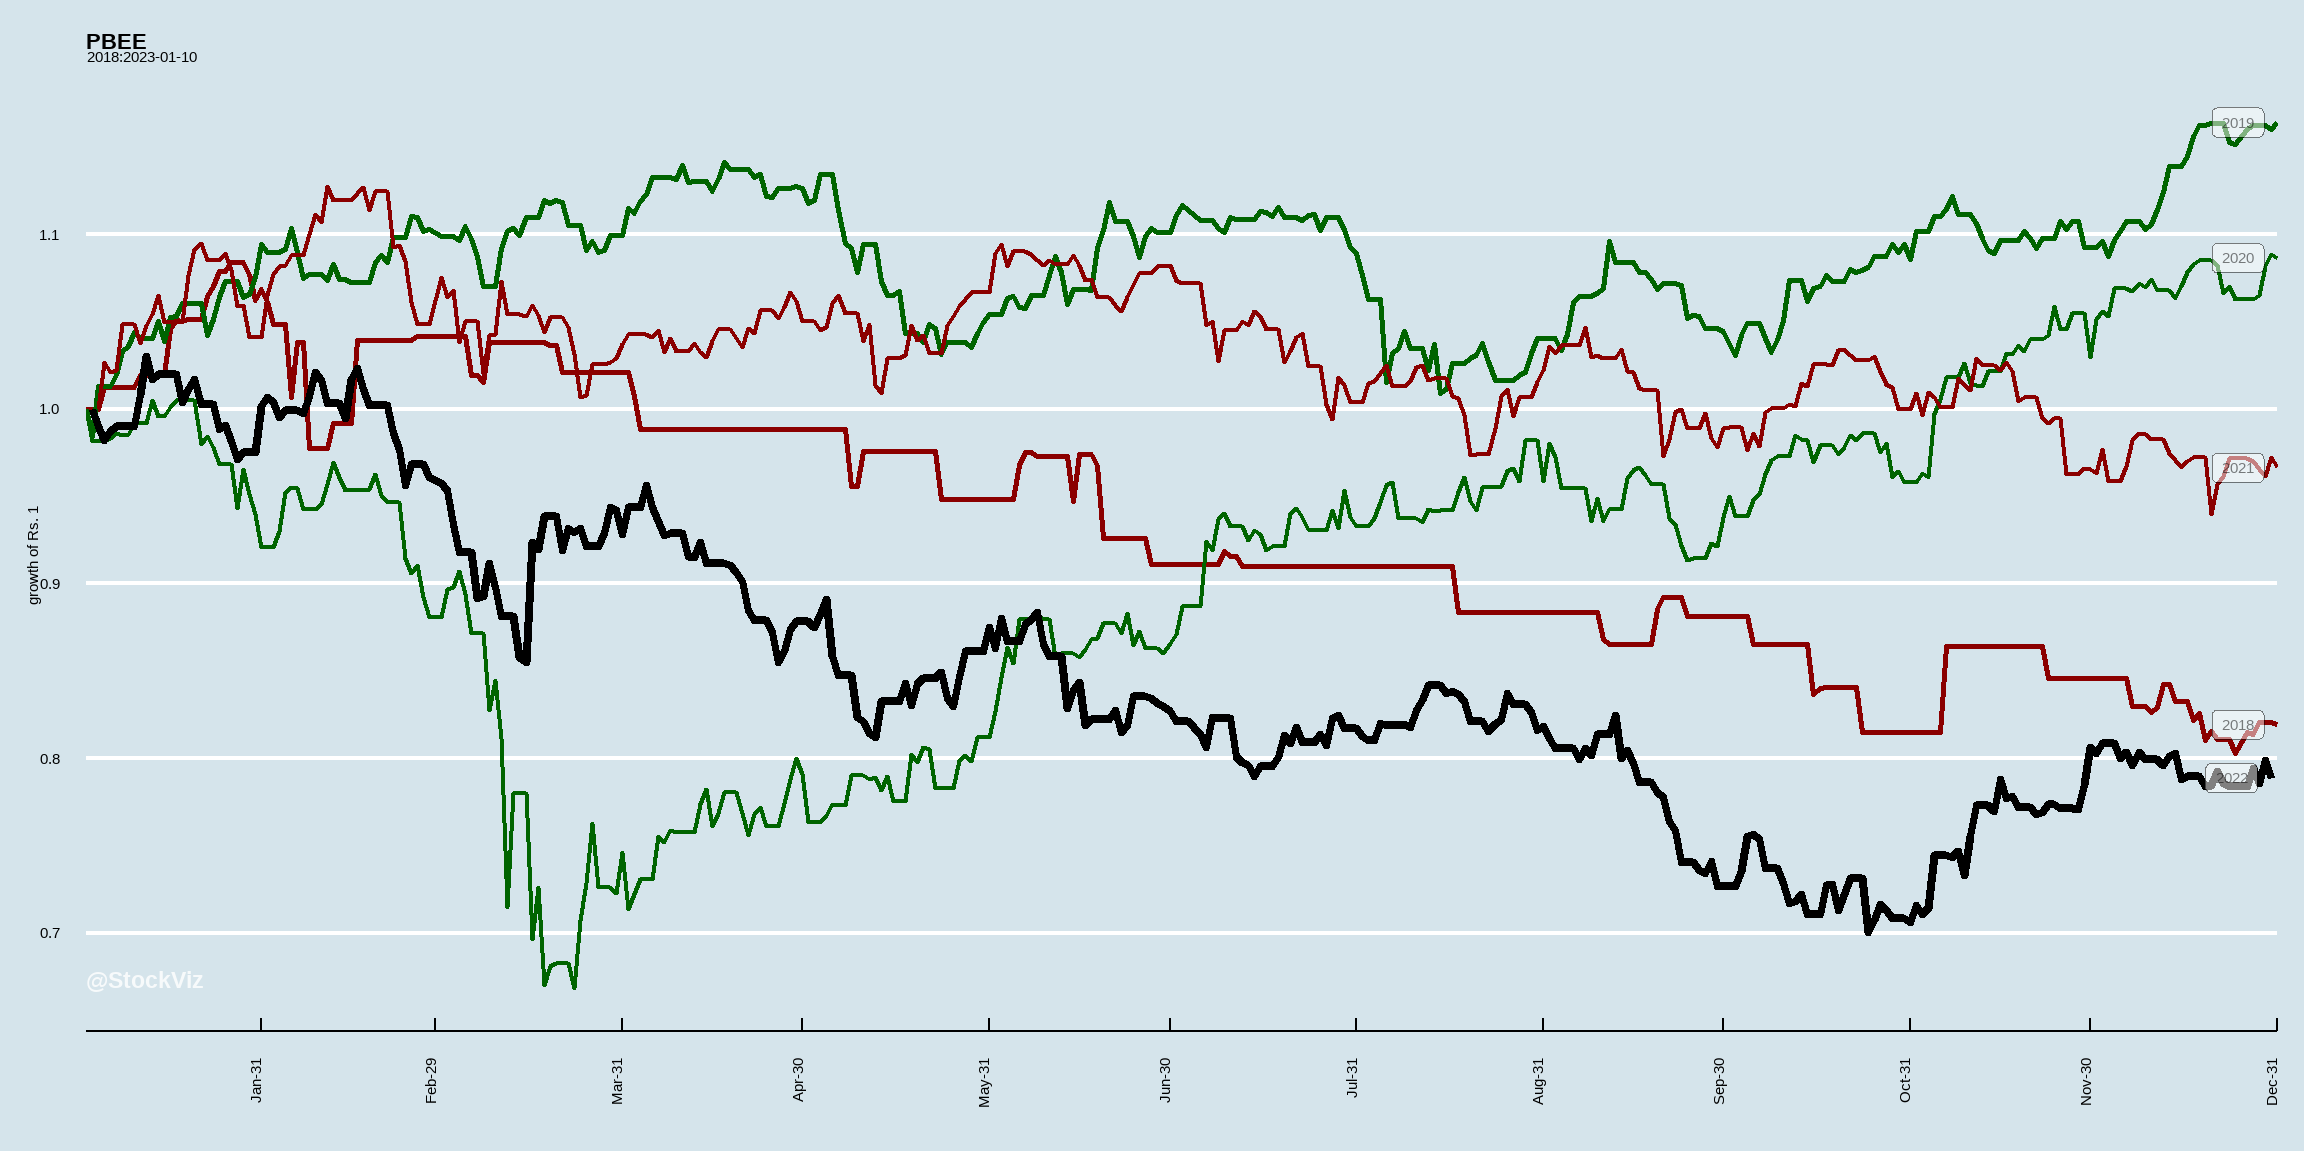 PBEE
2018:2023-01-10
growth of Rs. 1
1.1
1.0
0.9
0.8
0.7
2019
2020
2021
2018
2022
@StockViz
Jan-31
Feb-29
Mar-31
Apr-30
May-31
Jun-30
Jul-31
Aug-31
Sep-30
Oct-31
Nov-30
Dec-31